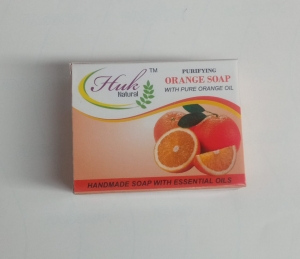 Huk TM
Natural
PURIFYING
ORANGE SOAP
WITH PURE ORANGE OIL
HANDMADE SOAP WITH ESSENTIAL OILS